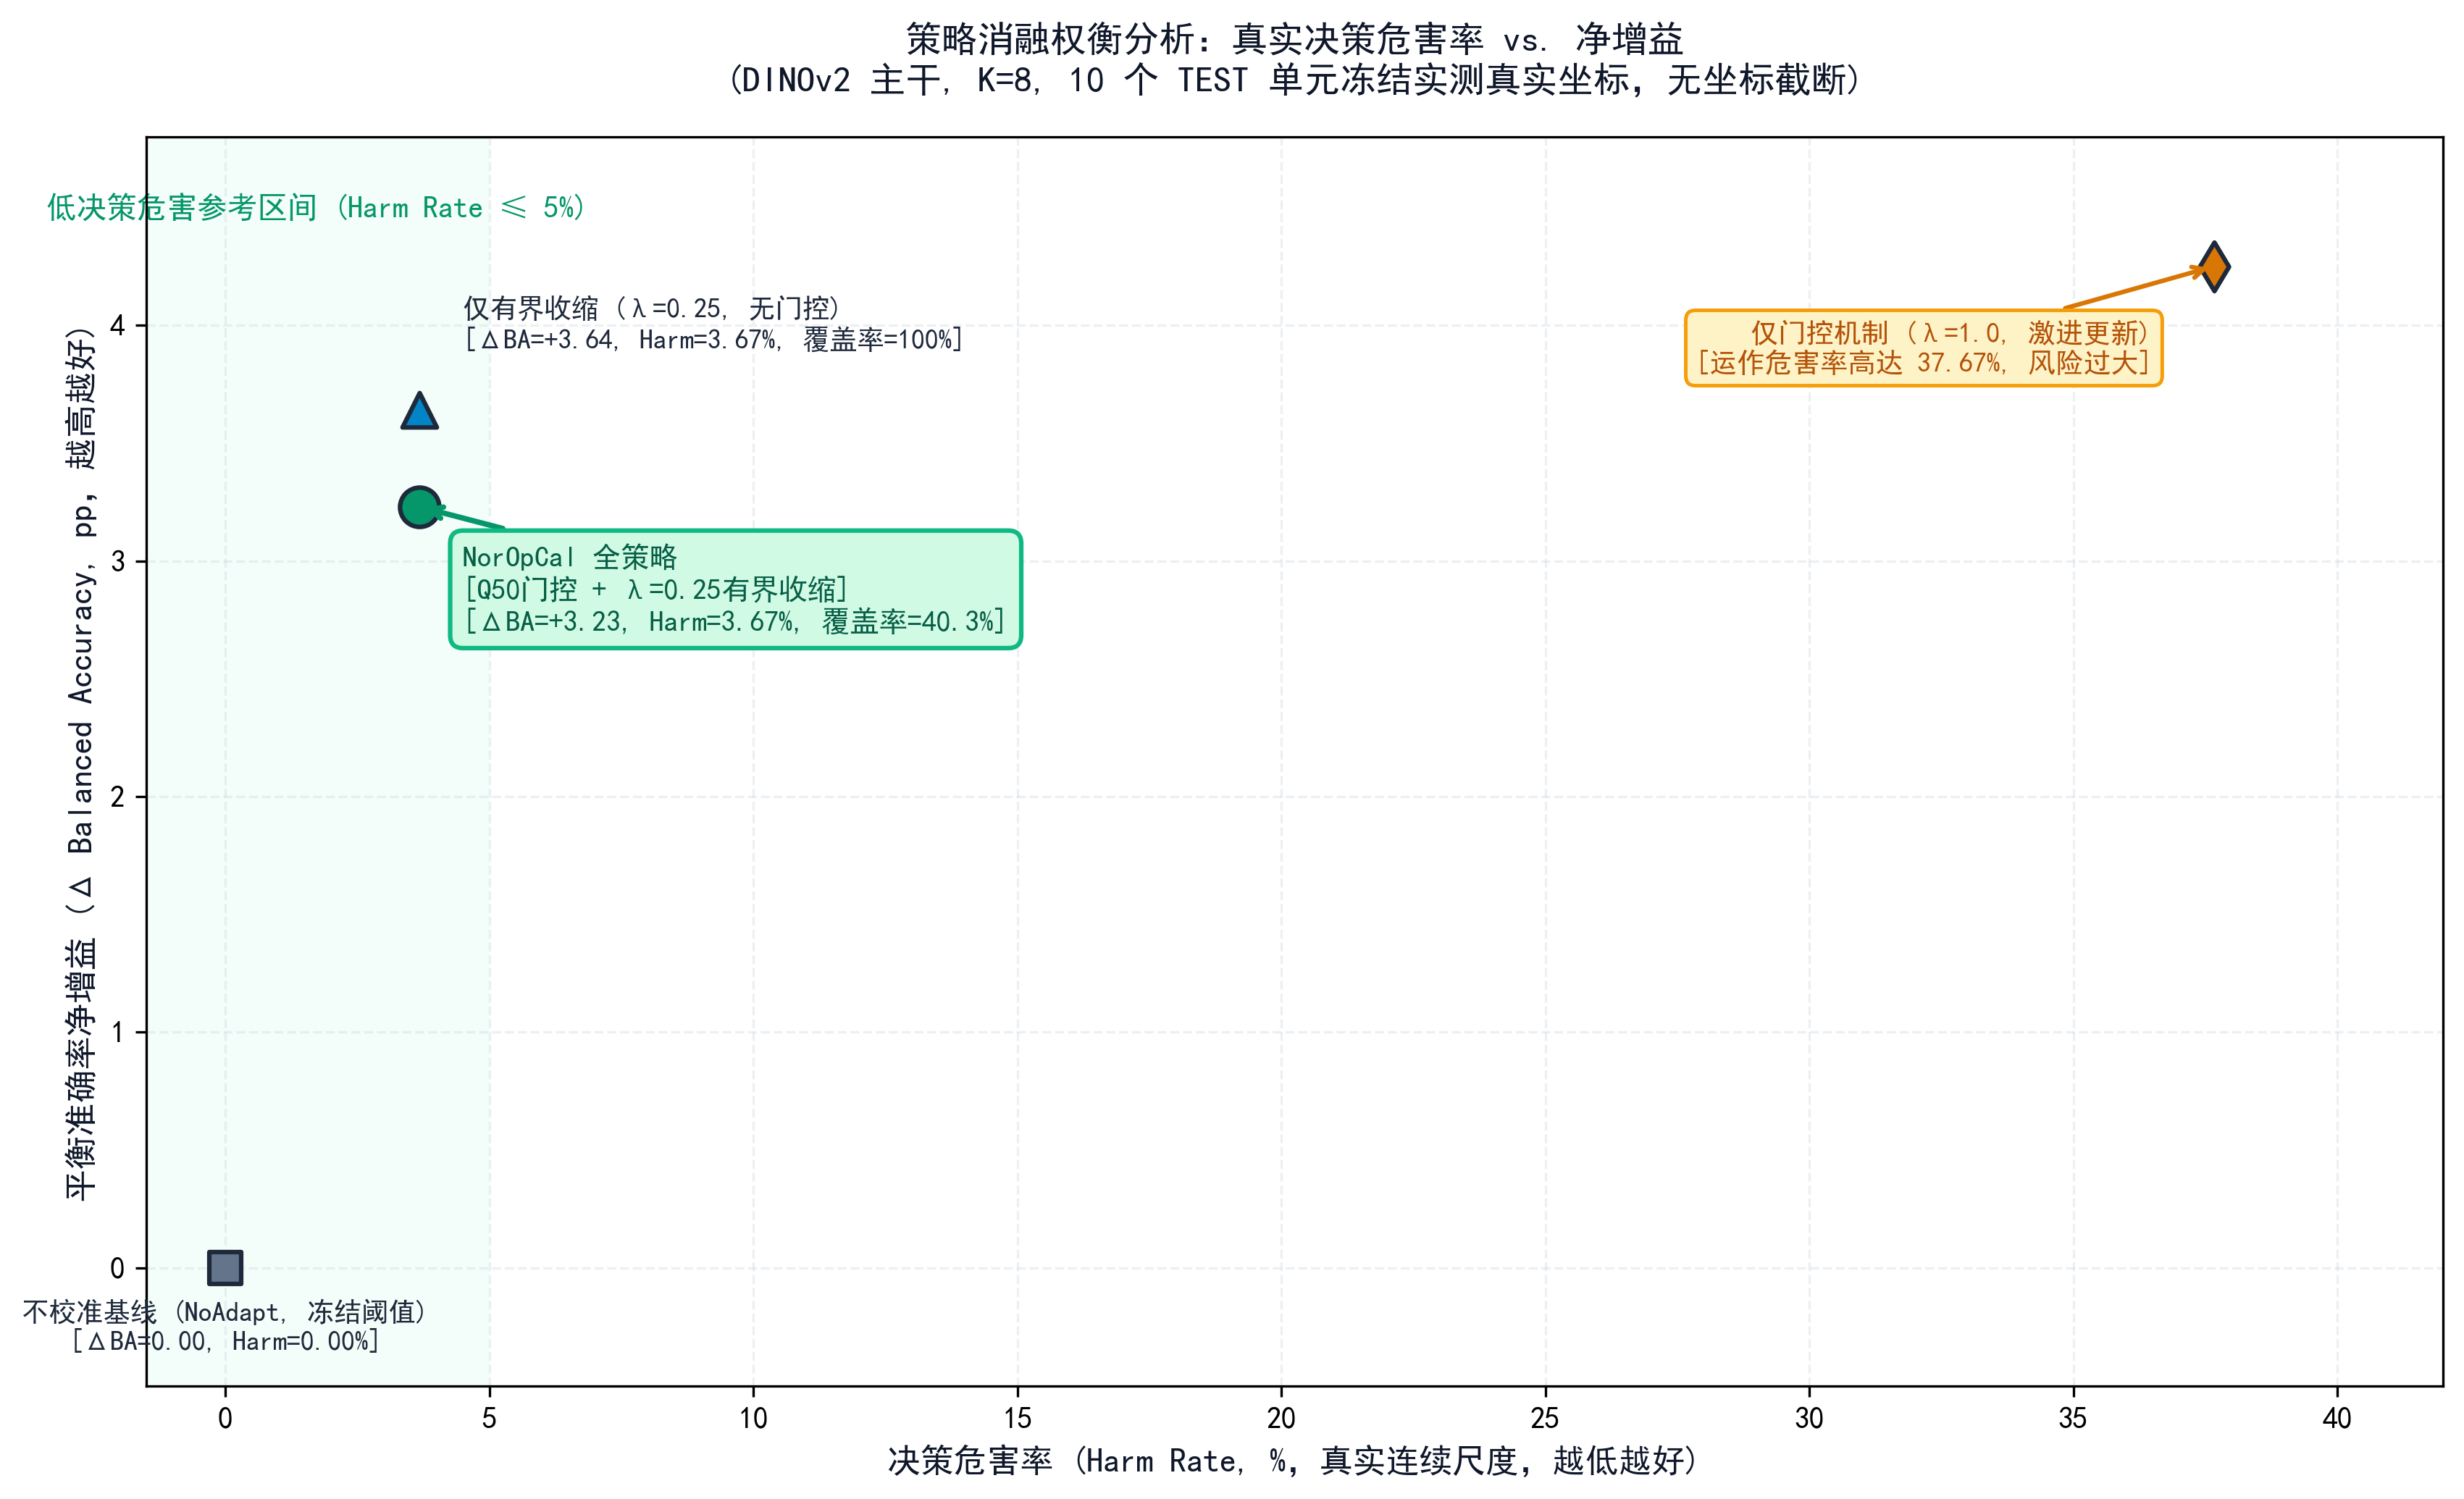 策略消融权衡分析：真实决策危害率 vs. 净增益
(DINOv2 主干, K=8, 10 个 TEST 单元冻结实测真实坐标，无坐标截断)
低决策危害参考区间 (Harm Rate ≤ 5%)
仅有界收缩 (λ=0.25, 无门控)
[ΔBA=+3.64, Harm=3.67%, 覆盖率=100%]
仅门控机制 (λ=1.0, 激进更新)
[运作危害率高达 37.67%, 风险过大]
NorOpCal 全策略
[Q50门控 + λ=0.25有界收缩]
[ΔBA=+3.23, Harm=3.67%, 覆盖率=40.3%]
不校准基线 (NoAdapt, 冻结阈值)
[ΔBA=0.00, Harm=0.00%]
平衡准确率净增益 (Δ Balanced Accuracy, pp, 越高越好)
4
3
2
1
0
0 5 10 15 20 25 30 35 40
决策危害率 (Harm Rate, %，真实连续尺度，越低越好)